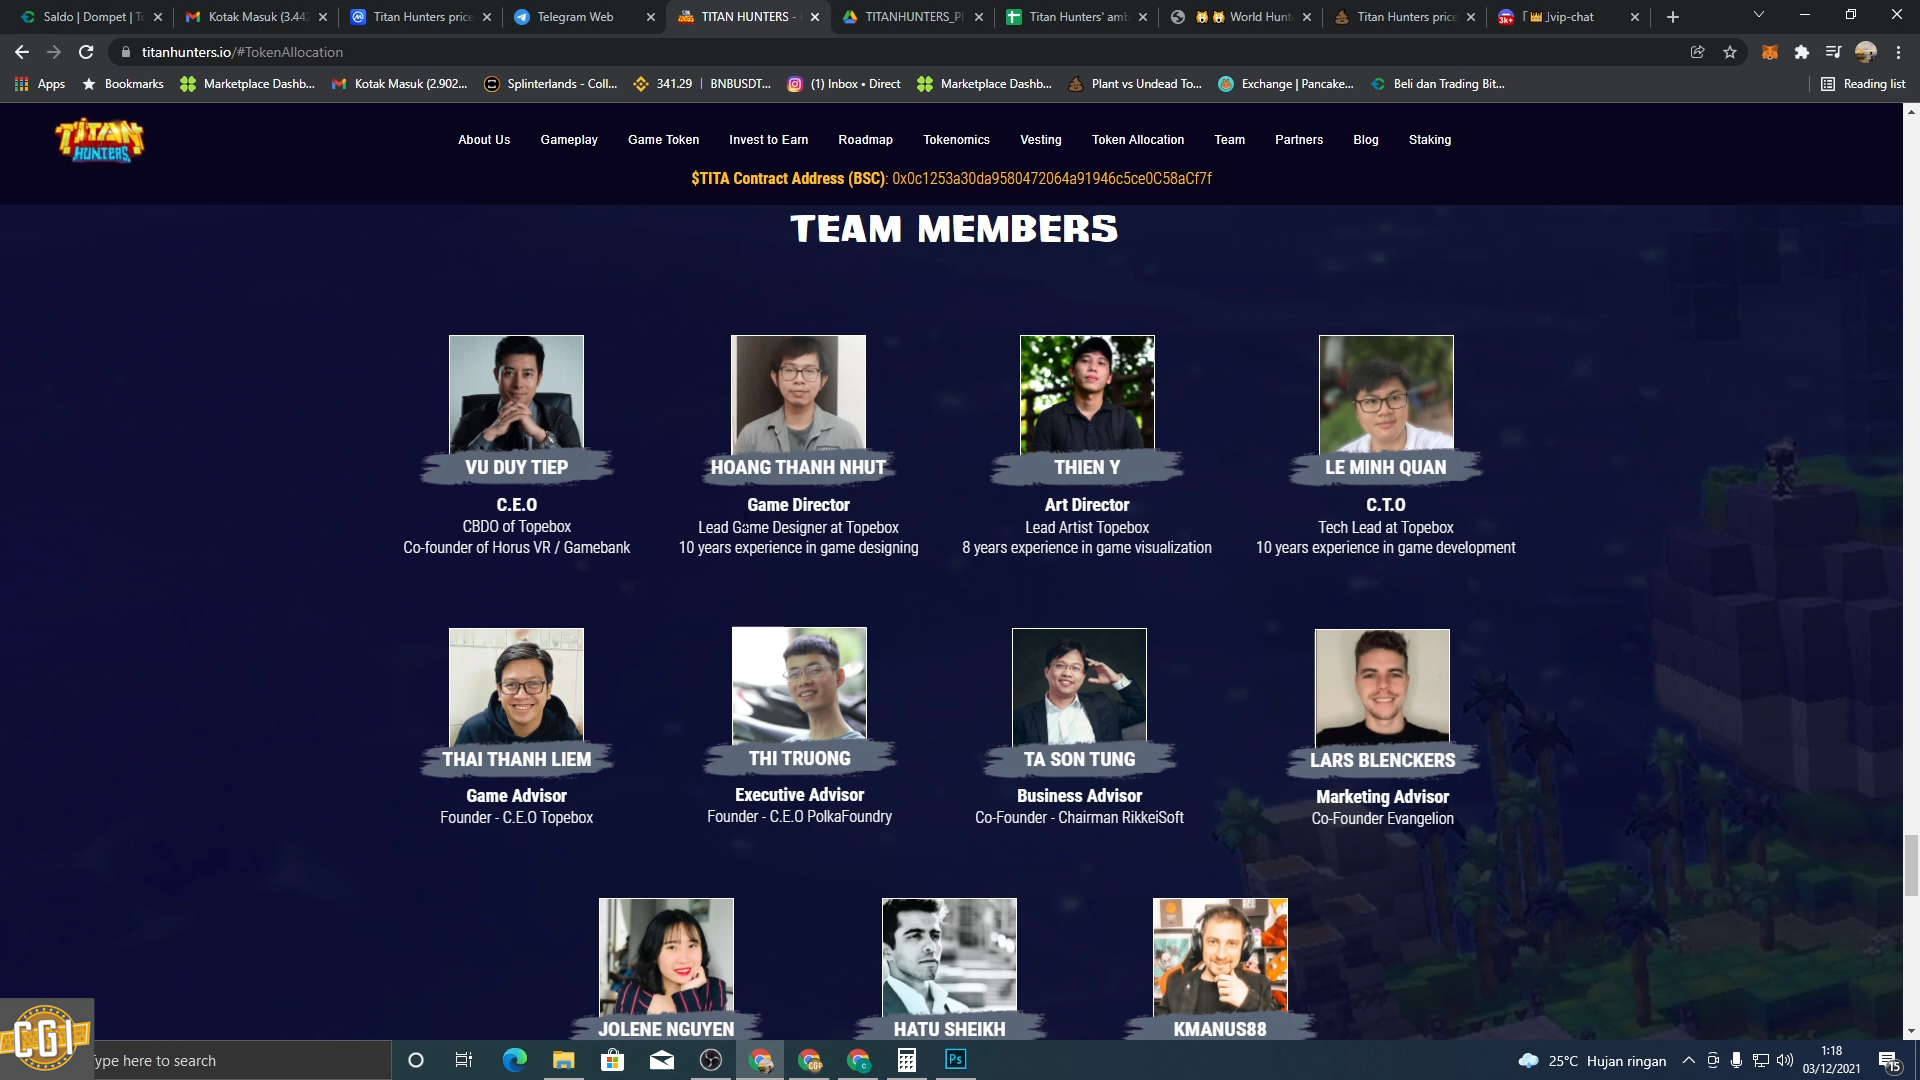 Saldo | Dompet | To
Kotak Masuk (3.442
Titan Hunters price
Telegram Web
TITAN HUNTERS -
TITANHUNTERS_P
Titan Hunters' amb
World Hunt
Titan Hunters price
vip-chat
titanhunters.io/#TokenAllocation
Apps
Bookmarks
Marketplace Dashb...
Kotak Masuk (2.902...
Splinterlands - Coll...
341.29 | BNBUSDT...
(1) Inbox • Direct
Marketplace Dashb...
Plant vs Undead To...
Exchange | Pancake...
Beli dan Trading Bit...
Reading list
TITAN
HUNTERS
About Us
Gameplay
Game Token
Invest to Earn
Roadmap
Tokenomics
Vesting
Token Allocation
Team
Partners
Blog
Staking
$TITA Contract Address (BSC): 0x0c1253a30da9580472064a91946c5ce0C58aCf7f
TEAM MEMBERS
VU DUY TIEP
C.E.O
CBDO of Topebox
Co-founder of Horus VR / Gamebank
HOANG THANH NHUT
Game Director
Lead Game Designer at Topebox
10 years experience in game designing
THIEN Y
Art Director
Lead Artist Topebox
8 years experience in game visualization
LE MINH QUAN
C.T.O
Tech Lead at Topebox
10 years experience in game development
THAI THANH LIEM
Game Advisor
Founder - C.E.O Topebox
THI TRUONG
Executive Advisor
Founder - C.E.O PolkaFoundry
TA SON TUNG
Business Advisor
Co-Founder - Chairman RikkeiSoft
LARS BLENCKERS
Marketing Advisor
Co-Founder Evangelion
JOLENE NGUYEN
HATU SHEIKH
KMANUS88
CGI
ype here to search
Ps
25°C Hujan ringan
1:18
03/12/2021
15